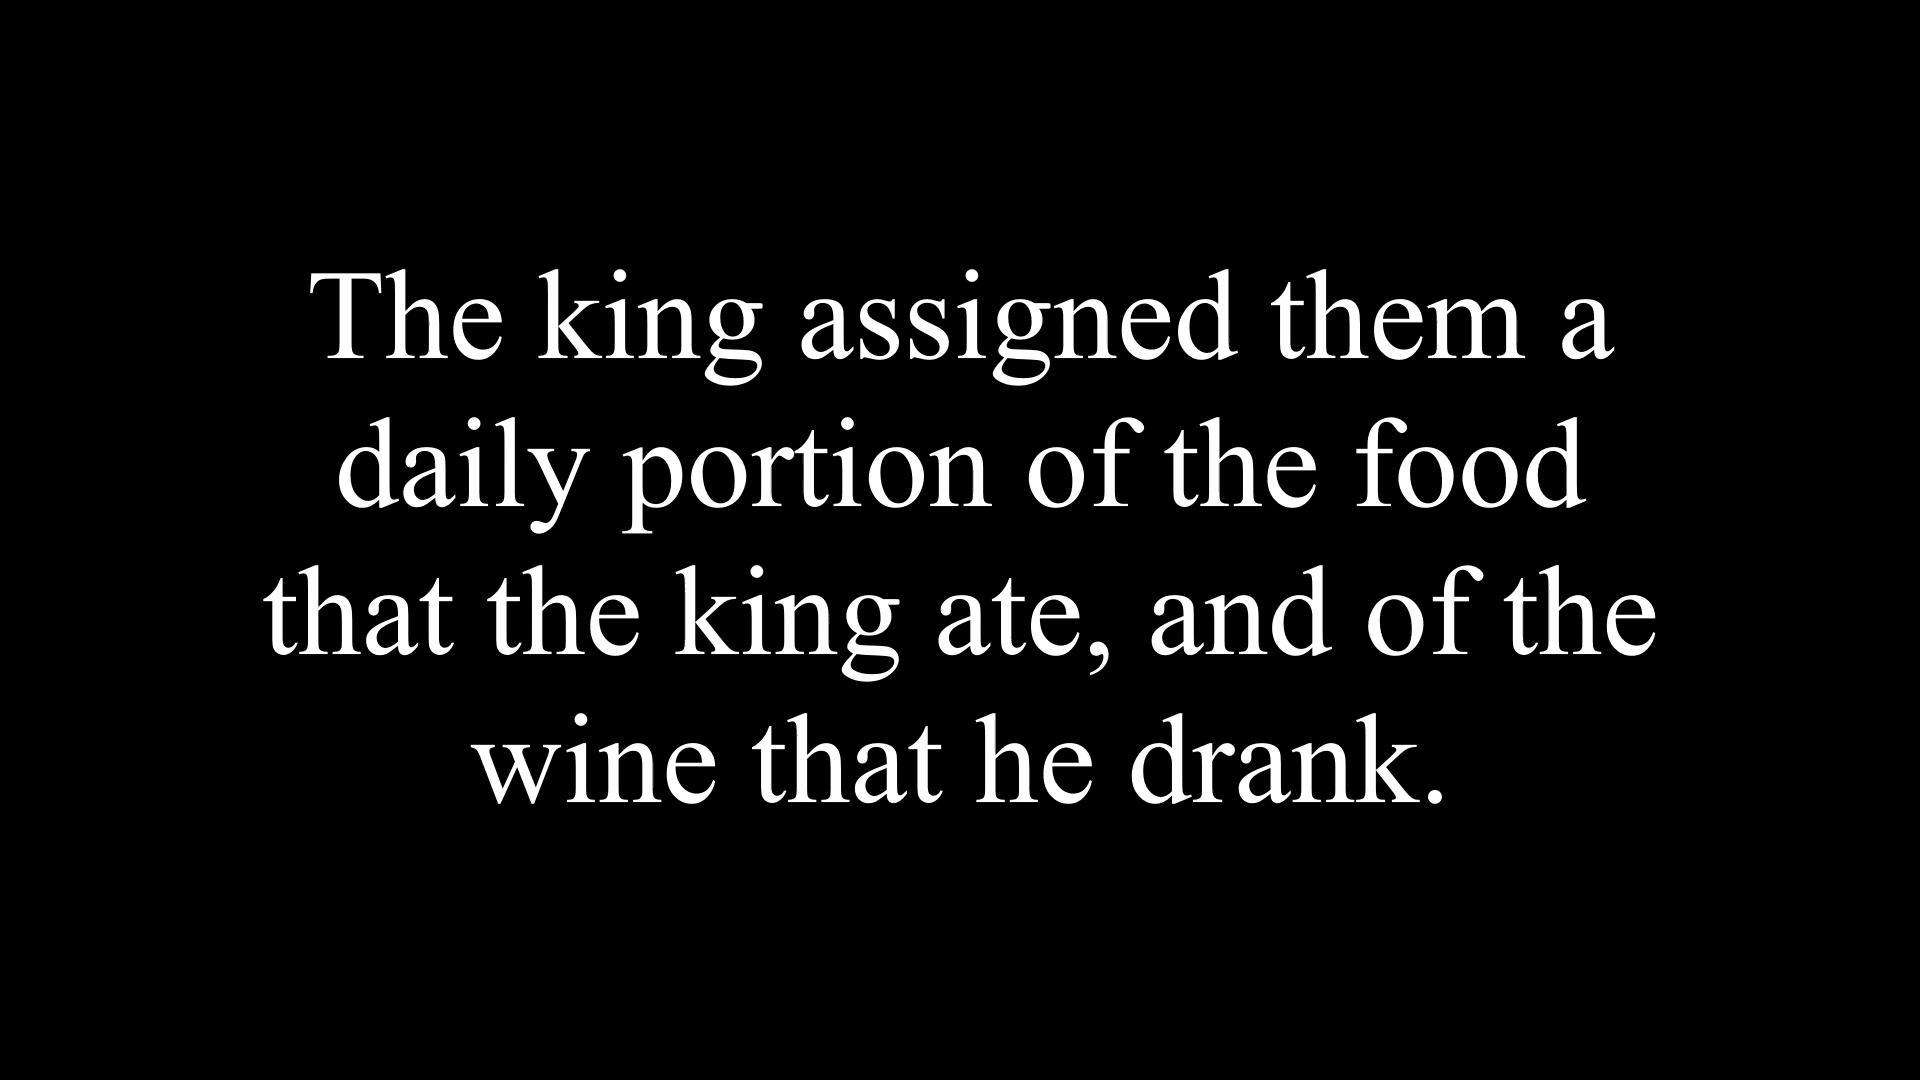 The king assigned them a
daily portion of the food
that the king ate, and of the
wine that he drank.